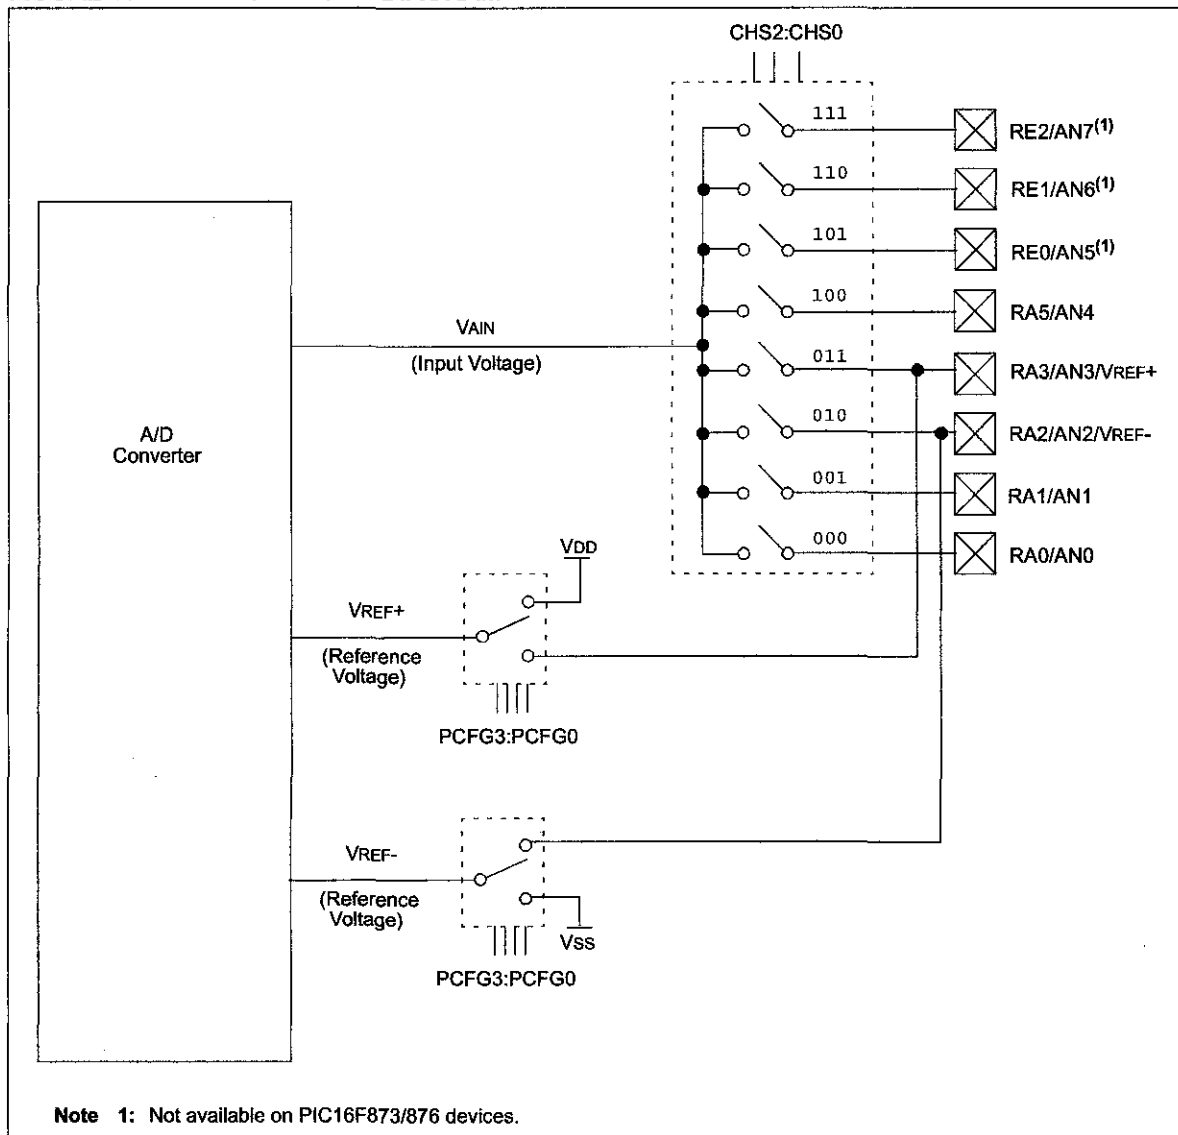 CHS2:CHS0
111
RE2/AN7(1)
110
RE1/AN6(1)
101
RE0/AN5(1)
100
RA5/AN4
VAIN
(Input Voltage)
011
RA3/AN3/VREF+
010
RA2/AN2/VREF-
A/D
Converter
001
RA1/AN1
000
RA0/AN0
VDD
VREF+
(Reference
Voltage)
PCFG3:PCFG0
VREF-
(Reference
Voltage)
VSS
PCFG3:PCFG0
Note 1: Not available on PIC16F873/876 devices.